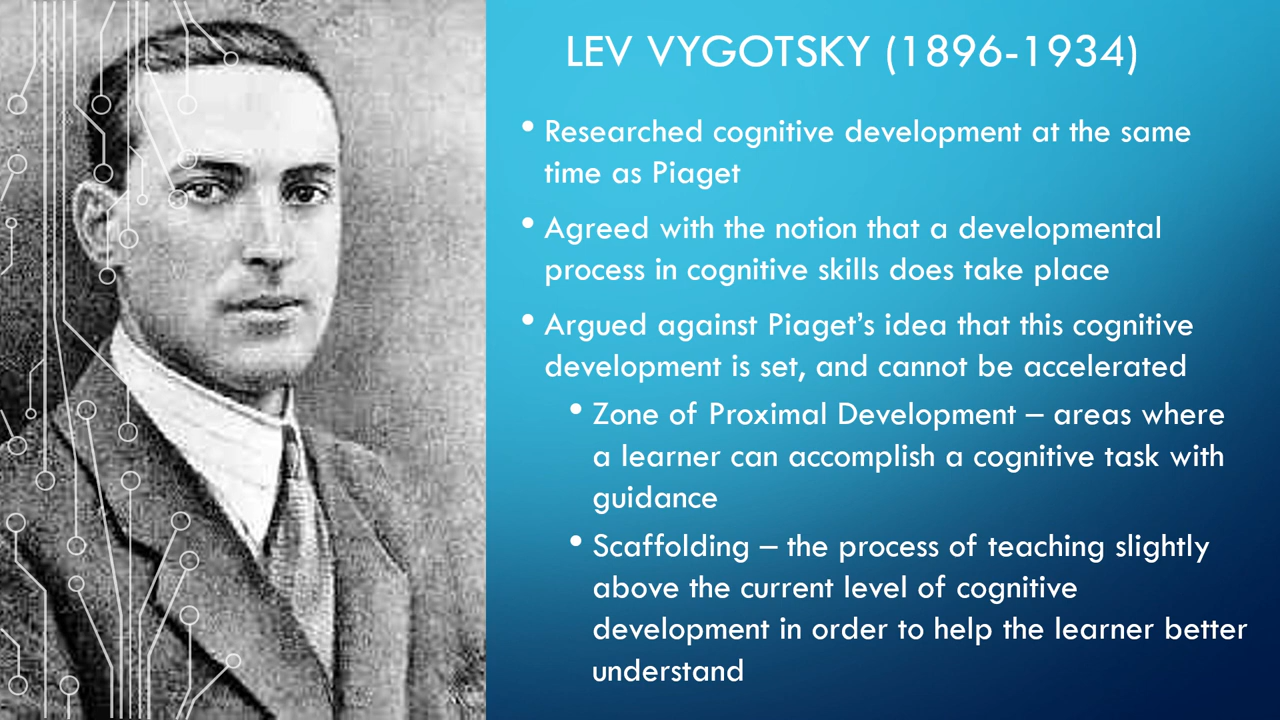 LEV VYGOTSKY (1896-1934)
• Researched cognitive development at the same
time as Piaget
• Agreed with the notion that a developmental
process in cognitive skills does take place
• Argued against Piaget’s idea that this cognitive
development is set, and cannot be accelerated
• Zone of Proximal Development – areas where
a learner can accomplish a cognitive task with
guidance
• Scaffolding – the process of teaching slightly
above the current level of cognitive
development in order to help the learner better
understand